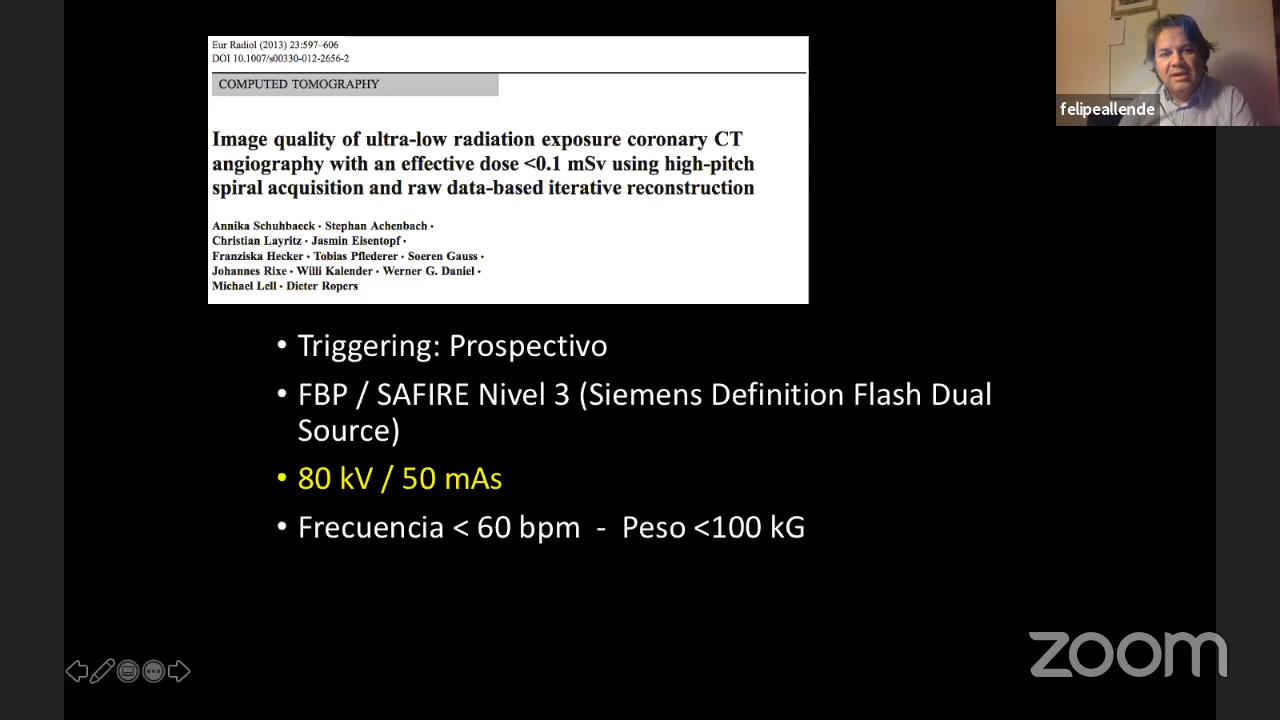 Eur Radiol (2013) 23:597–606
DOI 10.1007/s00330-012-2656-2
COMPUTED TOMOGRAPHY
Image quality of ultra-low radiation exposure coronary CT
angiography with an effective dose <0.1 mSv using high-pitch
spiral acquisition and raw data-based iterative reconstruction
Annika Schuhbaeck · Stephan Achenbach ·
Christian Layritz · Jasmin Eisentopf ·
Franziska Hecker · Tobias Pflederer · Soeren Gauss ·
Johannes Rixe · Willi Kalender · Werner G. Daniel ·
Michael Lell · Dieter Ropers
felipeallende
• Triggering: Prospectivo
• FBP / SAFIRE Nivel 3 (Siemens Definition Flash Dual
Source)
• 80 kV / 50 mAs
• Frecuencia < 60 bpm - Peso <100 kG
zoom